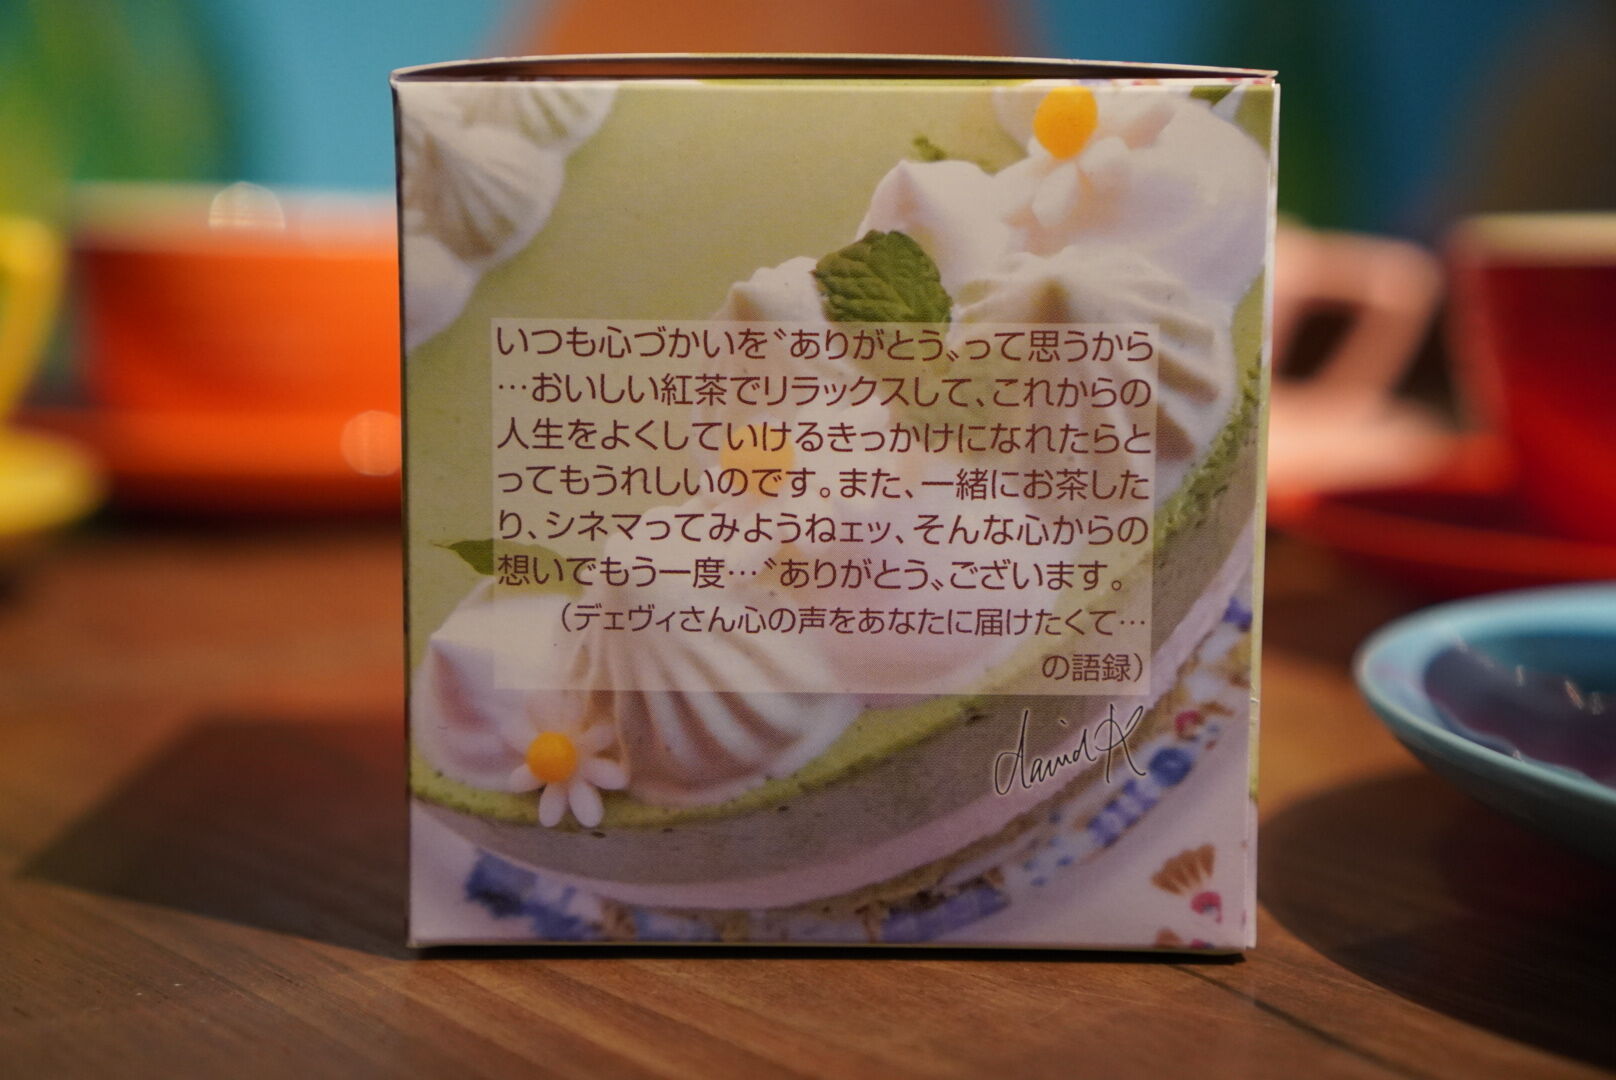 いつも心づかいを〝ありがとう〟って思うから
…おいしい紅茶でリラックスして、これからの
人生をよくしていけるきっかけになれたらと
ってもうれしいのです。また、一緒にお茶した
り、シネマってみようねェッ、そんな心からの
想いでもう一度…〝ありがとう〟ございます。
（デェヴィさん心の声をあなたに届けたくて…
の語録）
David K